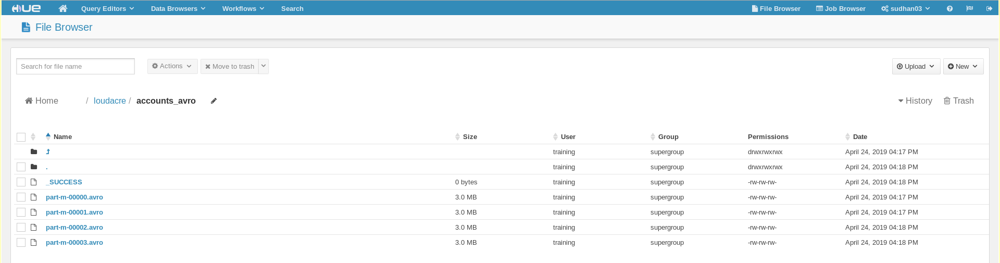 HUE Query Editors Data Browsers Workflows Search File Browser Job Browser sudhan03
File Browser
Search for file name Actions Move to trash Upload New
Home / loudacre / accounts_avro History Trash
Name Size User Group Permissions Date
training supergroup drwxrwxrwx April 24, 2019 04:17 PM
. training supergroup drwxrwxrwx April 24, 2019 04:18 PM
_SUCCESS 0 bytes training supergroup -rw-rw-rw- April 24, 2019 04:18 PM
part-m-00000.avro 3.0 MB training supergroup -rw-rw-rw- April 24, 2019 04:17 PM
part-m-00001.avro 3.0 MB training supergroup -rw-rw-rw- April 24, 2019 04:17 PM
part-m-00002.avro 3.0 MB training supergroup -rw-rw-rw- April 24, 2019 04:18 PM
part-m-00003.avro 3.0 MB training supergroup -rw-rw-rw- April 24, 2019 04:18 PM